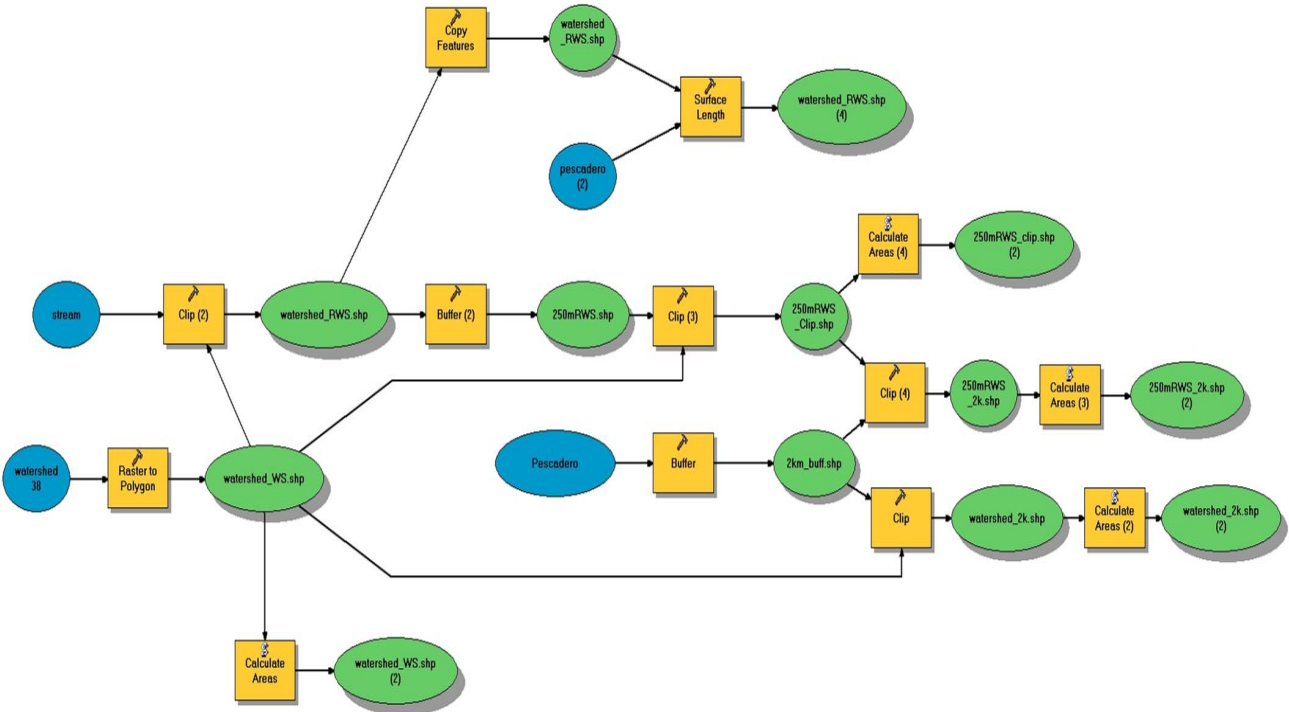 Copy
Features
watershed
_RWS.shp
Surface
Length
watershed_RWS.shp
(4)
pescadero
(2)
Calculate
Areas (4)
250mRWS_clip.shp
(2)
stream
Clip (2)
watershed_RWS.shp
Buffer (2)
250mRWS.shp
Clip (3)
250mRWS
_Clip.shp
Clip (4)
250mRWS
_2k.shp
Calculate
Areas (3)
250mRWS_2k.shp
(2)
watershed
38
Raster to
Polygon
watershed_WS.shp
Pescadero
Buffer
2km_buff.shp
Clip
watershed_2k.shp
Calculate
Areas (2)
watershed_2k.shp
(2)
Calculate
Areas
watershed_WS.shp
(2)